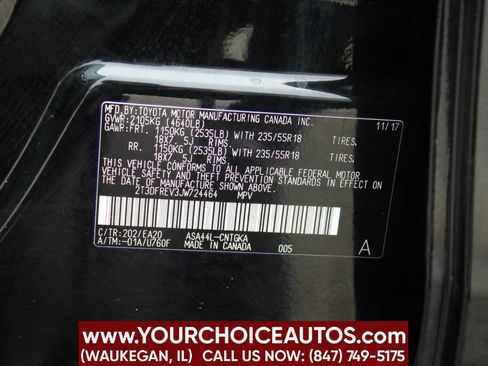 MFD. BY: TOYOTA MOTOR MANUFACTURING CANADA INC.
GVWR: 2105KG (4640LB) 11/17
GAWR: FRT. 1150KG (2535LB) WITH 235/55R18 TIRES.
18X7 .5J RIMS.
RR. 1150KG (2535LB) WITH 235/55R18 TIRES.
18X7 .5J RIMS.
THIS VEHICLE CONFORMS TO ALL APPLICABLE FEDERAL MOTOR
VEHICLE SAFETY AND THEFT PREVENTION STANDARDS IN EFFECT
ON THE DATE OF MANUFACTURE SHOWN ABOVE.
2T3DFREV3JW724464 MPV
C/TR: 202/EA20 ASA44L-CNTGKA
A/TM: -01A/U760F MADE IN CANADA 005 A
WWW.YOURCHOICEAUTOS.COM
(WAUKEGAN, IL) CALL US NOW: (847) 749-5175